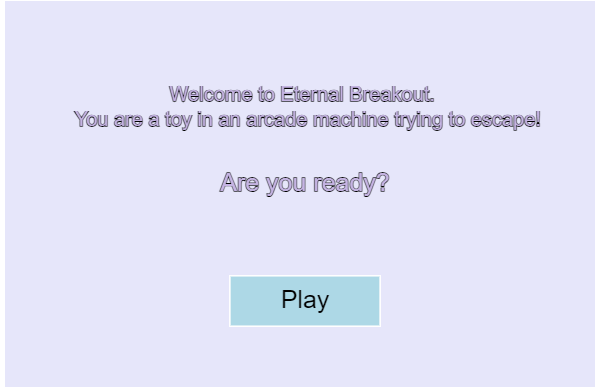 Welcome to Eternal Breakout.
You are a toy in an arcade machine trying to escape!
Are you ready?
Play